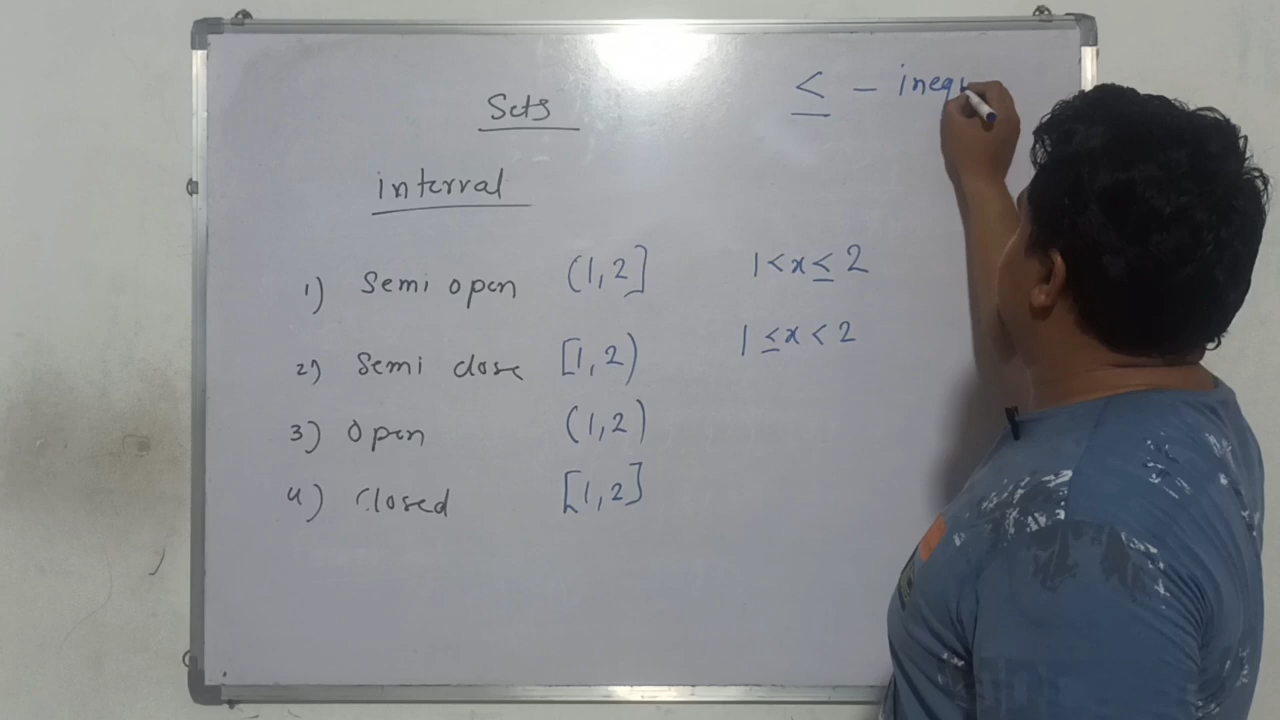 Sets
< - inequ
interval
1) Semi open (1,2] 1<x≤2
2) Semi close [1,2) 1≤x<2
3) Open (1,2)
4) Closed [1,2]